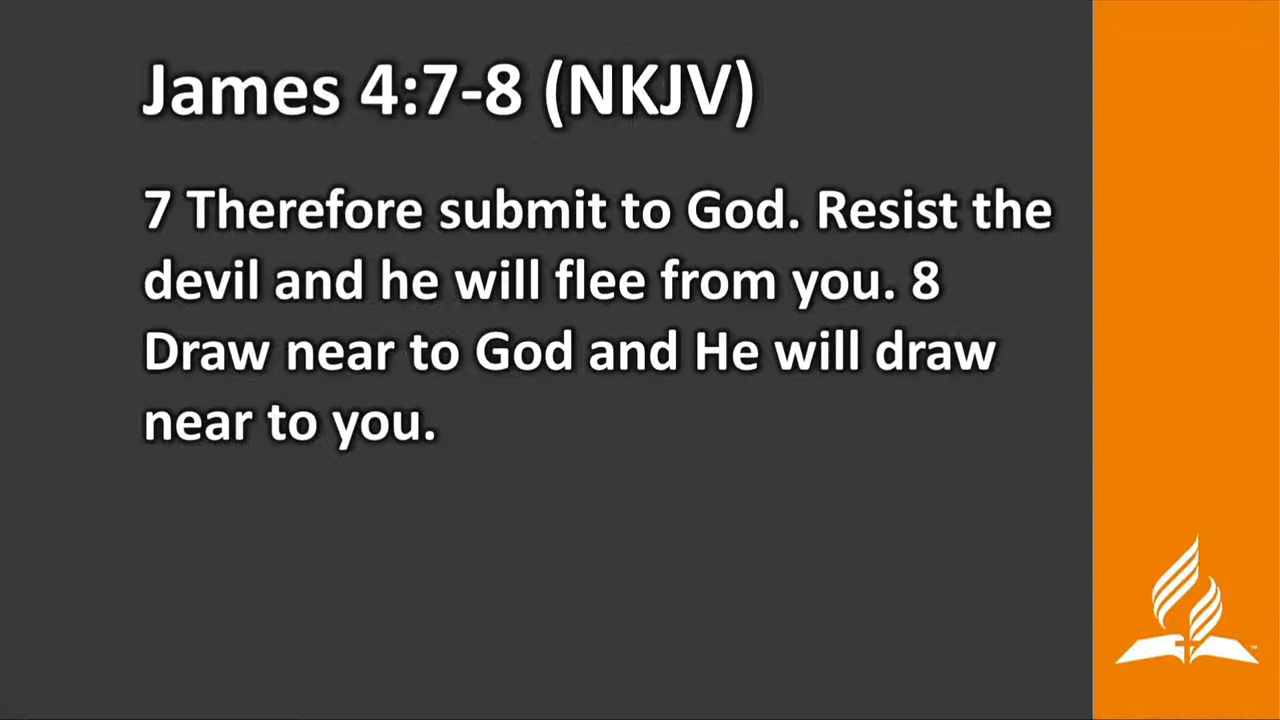 James 4:7-8 (NKJV)
7 Therefore submit to God. Resist the
devil and he will flee from you. 8
Draw near to God and He will draw
near to you.